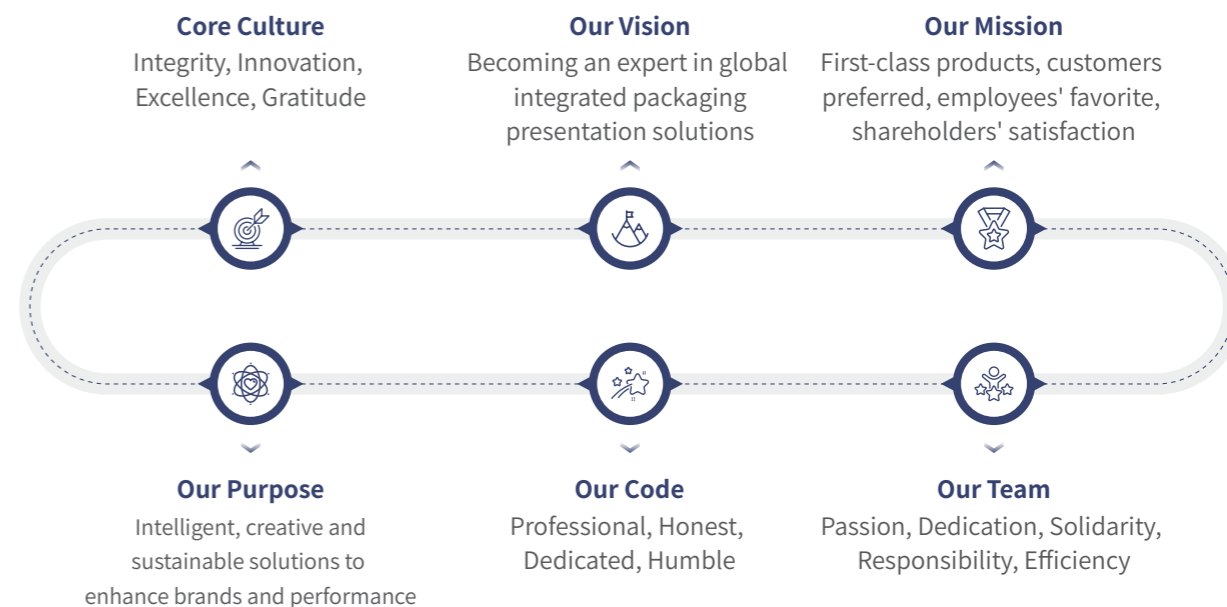 Core Culture
Integrity, Innovation,
Excellence, Gratitude
Our Vision
Becoming an expert in global
integrated packaging
presentation solutions
Our Mission
First-class products, customers
preferred, employees' favorite,
shareholders' satisfaction
Our Purpose
Intelligent, creative and
sustainable solutions to
enhance brands and performance
Our Code
Professional, Honest,
Dedicated, Humble
Our Team
Passion, Dedication, Solidarity,
Responsibility, Efficiency